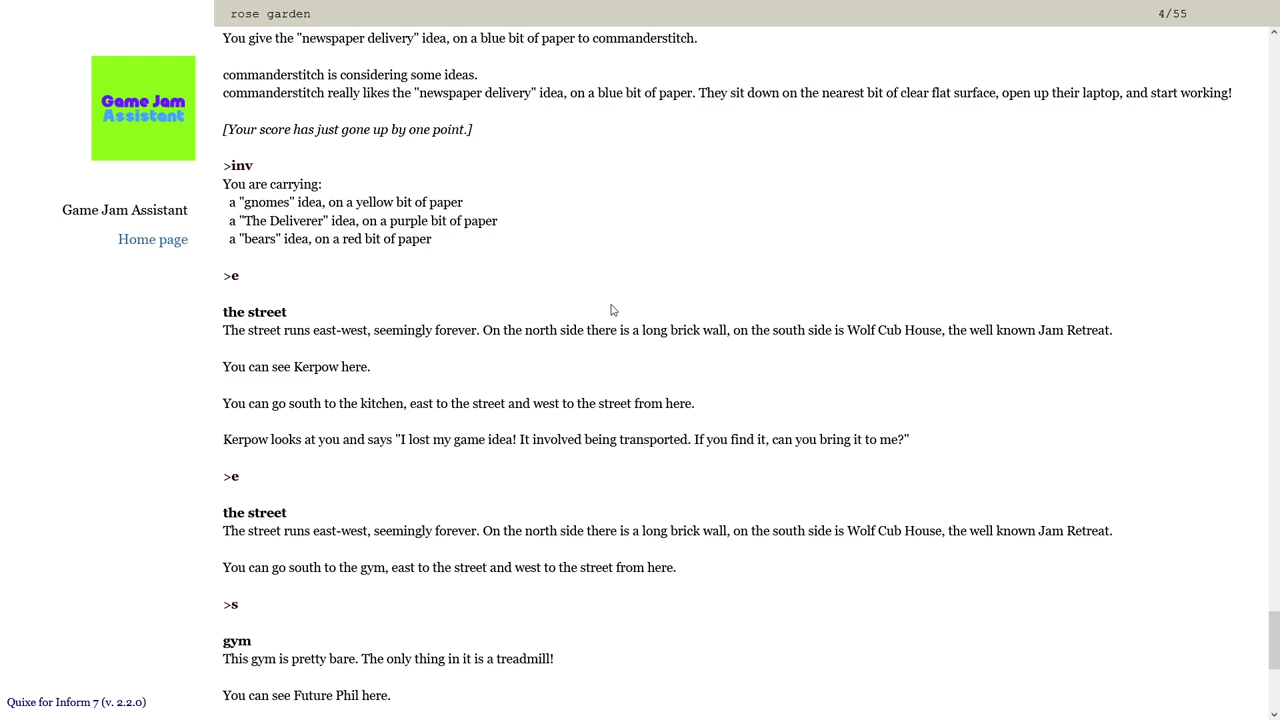 rose garden 4/55
You give the "newspaper delivery" idea, on a blue bit of paper to commanderstitch.
commanderstitch is considering some ideas.
commanderstitch really likes the "newspaper delivery" idea, on a blue bit of paper. They sit down on the nearest bit of clear flat surface, open up their laptop, and start working!
[Your score has just gone up by one point.]
>inv
You are carrying:
a "gnomes" idea, on a yellow bit of paper
a "The Deliverer" idea, on a purple bit of paper
a "bears" idea, on a red bit of paper
>e
the street
The street runs east-west, seemingly forever. On the north side there is a long brick wall, on the south side is Wolf Cub House, the well known Jam Retreat.
You can see Kerpow here.
You can go south to the kitchen, east to the street and west to the street from here.
Kerpow looks at you and says "I lost my game idea! It involved being transported. If you find it, can you bring it to me?"
>e
the street
The street runs east-west, seemingly forever. On the north side there is a long brick wall, on the south side is Wolf Cub House, the well known Jam Retreat.
You can go south to the gym, east to the street and west to the street from here.
>s
gym
This gym is pretty bare. The only thing in it is a treadmill!
You can see Future Phil here.
Game Jam
Assistant
Game Jam Assistant
Home page
Quixe for Inform 7 (v. 2.2.0)